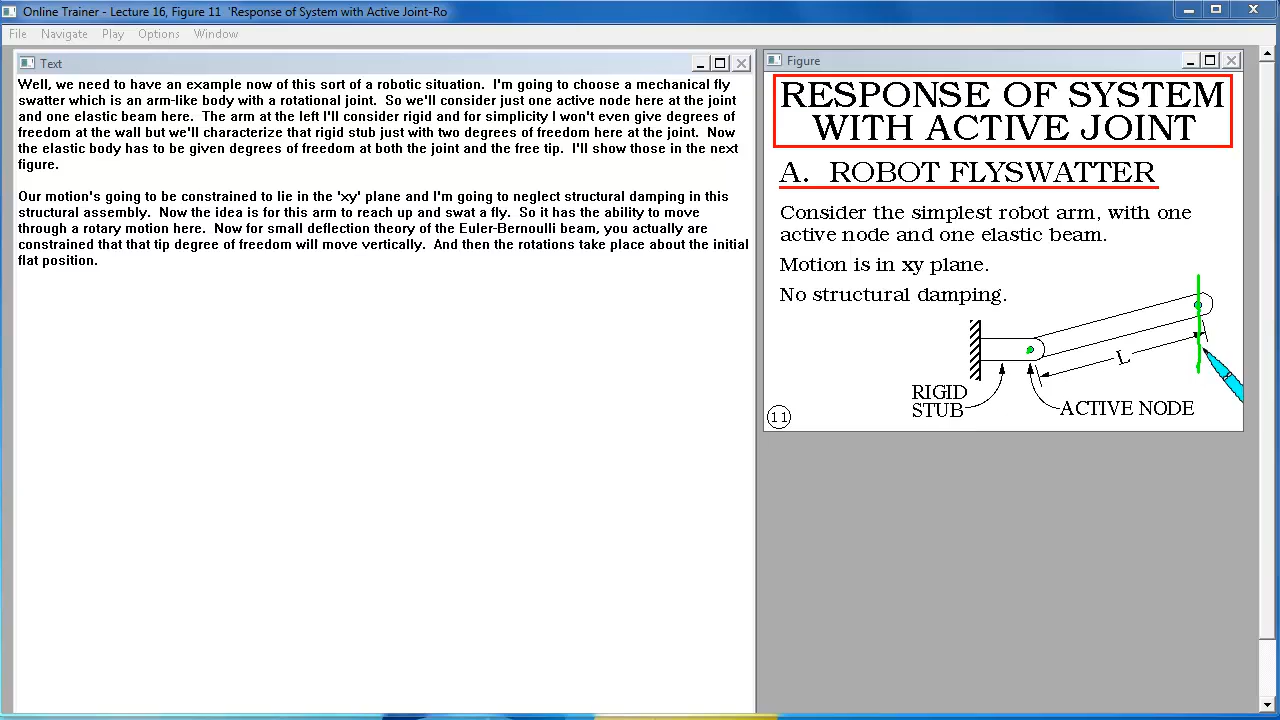 Online Trainer - Lecture 16, Figure 11 `Response of System with Active Joint-Ro
File Navigate Play Options Window
Text
Well, we need to have an example now of this sort of a robotic situation. I'm going to choose a mechanical fly
swatter which is an arm-like body with a rotational joint. So we'll consider just one active node here at the joint
and one elastic beam here. The arm at the left I'll consider rigid and for simplicity I won't even give degrees of
freedom at the wall but we'll characterize that rigid stub just with two degrees of freedom here at the joint. Now
the elastic body has to be given degrees of freedom at both the joint and the free tip. I'll show those in the next
figure.
Our motion's going to be constrained to lie in the 'xy' plane and I'm going to neglect structural damping in this
structural assembly. Now the idea is for this arm to reach up and swat a fly. So it has the ability to move
through a rotary motion here. Now for small deflection theory of the Euler-Bernoulli beam, you actually are
constrained that that tip degree of freedom will move vertically. And then the rotations take place about the initial
flat position.
Figure
RESPONSE OF SYSTEM
WITH ACTIVE JOINT
A. ROBOT FLYSWATTER
Consider the simplest robot arm, with one
active node and one elastic beam.
Motion is in xy plane.
No structural damping.
L
RIGID
STUB
ACTIVE NODE
11